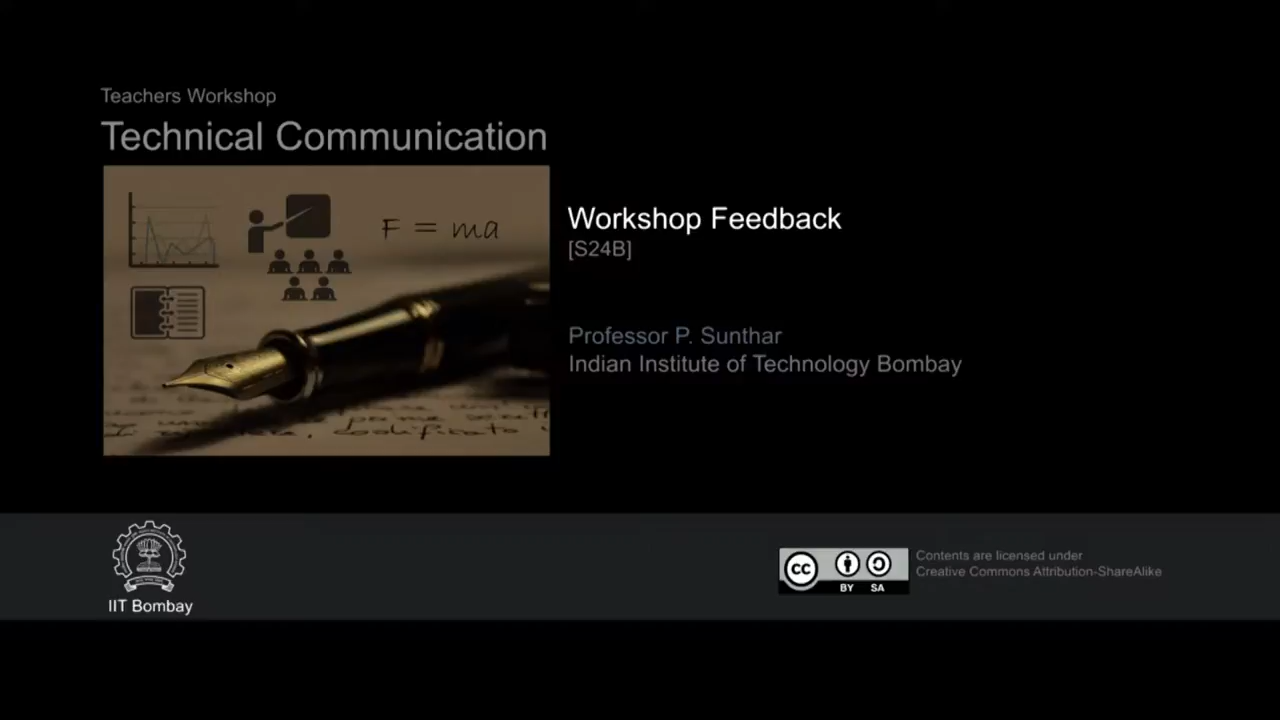 Teachers Workshop
Technical Communication
F = ma
Workshop Feedback
[S24B]
Professor P. Sunthar
Indian Institute of Technology Bombay
IIT Bombay
cc
BY SA
Contents are licensed under
Creative Commons Attribution-ShareAlike